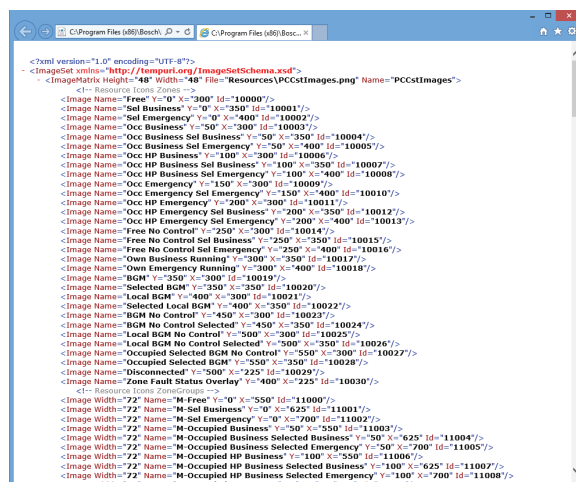 C:\Program Files (x86)\Bosch\
C:\Program Files (x86)\Bosc...
<?xml version="1.0" encoding="UTF-8"?>
- <ImageSet xmlns="http://tempuri.org/ImageSetSchema.xsd">
- <ImageMatrix Height="48" Width="48" File="Resources\PCCstImages.png" Name="PCCstImages">
<!-- Resource Icons Zones -->
<Image Name="Free" Y="0" X="300" Id="10000"/>
<Image Name="Sel Business" Y="0" X="350" Id="10001"/>
<Image Name="Sel Emergency" Y="0" X="400" Id="10002"/>
<Image Name="Occ Business" Y="50" X="300" Id="10003"/>
<Image Name="Occ Business Sel Business" Y="50" X="350" Id="10004"/>
<Image Name="Occ Business Sel Emergency" Y="50" X="400" Id="10005"/>
<Image Name="Occ HP Business" Y="100" X="300" Id="10006"/>
<Image Name="Occ HP Business Sel Business" Y="100" X="350" Id="10007"/>
<Image Name="Occ HP Business Sel Emergency" Y="100" X="400" Id="10008"/>
<Image Name="Occ Emergency" Y="150" X="300" Id="10009"/>
<Image Name="Occ Emergency Sel Emergency" Y="150" X="400" Id="10010"/>
<Image Name="Occ HP Emergency" Y="200" X="300" Id="10011"/>
<Image Name="Occ HP Emergency Sel Business" Y="200" X="350" Id="10012"/>
<Image Name="Occ HP Emergency Sel Emergency" Y="200" X="400" Id="10013"/>
<Image Name="Free No Control" Y="250" X="300" Id="10014"/>
<Image Name="Free No Control Sel Business" Y="250" X="350" Id="10015"/>
<Image Name="Free No Control Sel Emergency" Y="250" X="400" Id="10016"/>
<Image Name="Own Business Running" Y="300" X="350" Id="10017"/>
<Image Name="Own Emergency Running" Y="300" X="400" Id="10018"/>
<Image Name="BGM" Y="350" X="300" Id="10019"/>
<Image Name="Selected BGM" Y="350" X="350" Id="10020"/>
<Image Name="Local BGM" Y="400" X="300" Id="10021"/>
<Image Name="Selected Local BGM" Y="400" X="350" Id="10022"/>
<Image Name="BGM No Control" Y="450" X="300" Id="10023"/>
<Image Name="BGM No Control Selected" Y="450" X="350" Id="10024"/>
<Image Name="Local BGM No Control" Y="500" X="300" Id="10025"/>
<Image Name="Local BGM No Control Selected" Y="500" X="350" Id="10026"/>
<Image Name="Occupied Selected BGM No Control" Y="550" X="300" Id="10027"/>
<Image Name="Occupied Selected BGM" Y="550" X="350" Id="10028"/>
<Image Name="Disconnected" Y="500" X="225" Id="10029"/>
<Image Name="Zone Fault Status Overlay" Y="400" X="225" Id="10030"/>
<!-- Resource Icons ZoneGroups -->
<Image Width="72" Name="M-Free" Y="0" X="550" Id="11000"/>
<Image Width="72" Name="M-Sel Business" Y="0" X="625" Id="11001"/>
<Image Width="72" Name="M-Sel Emergency" Y="0" X="700" Id="11002"/>
<Image Width="72" Name="M-Occupied Business" Y="50" X="550" Id="11003"/>
<Image Width="72" Name="M-Occupied Business Selected Business" Y="50" X="625" Id="11004"/>
<Image Width="72" Name="M-Occupied Business Selected Emergency" Y="50" X="700" Id="11005"/>
<Image Width="72" Name="M-Occupied HP Business" Y="100" X="550" Id="11006"/>
<Image Width="72" Name="M-Occupied HP Business Selected Business" Y="100" X="625" Id="11007"/>
<Image Width="72" Name="M-Occupied HP Business Selected Emergency" Y="100" X="700" Id="11008"/>